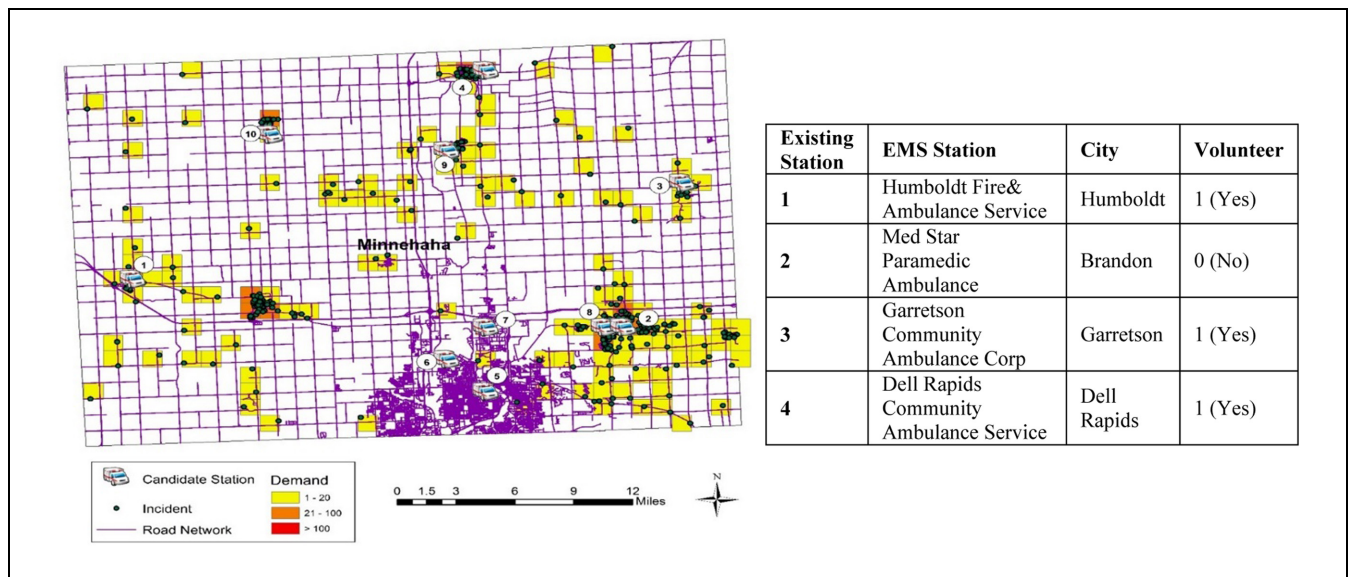 4
10
9
3
Minnehaha
1
7
8
2
6
5
Candidate Station
Incident
Road Network
Demand
1 - 20
21 - 100
> 100
0 1.5 3 6 9 12
Miles
N
Existing
Station
EMS Station
City
Volunteer
1
Humboldt Fire&
Ambulance Service
Humboldt
1 (Yes)
2
Med Star
Paramedic
Ambulance
Brandon
0 (No)
3
Garretson
Community
Ambulance Corp
Garretson
1 (Yes)
4
Dell Rapids
Community
Ambulance Service
Dell
Rapids
1 (Yes)